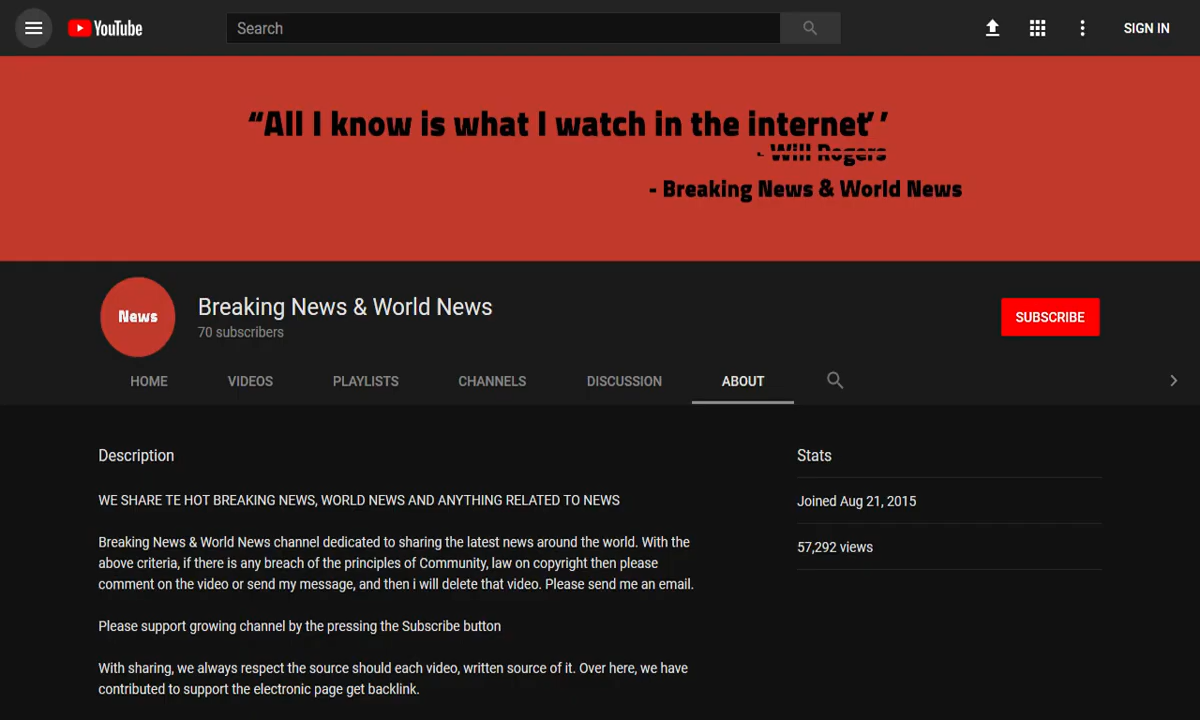 YouTube
Search
SIGN IN
“All I know is what I watch in the internet’’
- Will Rogers
- Breaking News & World News
News
Breaking News & World News
70 subscribers
SUBSCRIBE
HOME VIDEOS PLAYLISTS CHANNELS DISCUSSION ABOUT
Description
WE SHARE TE HOT BREAKING NEWS, WORLD NEWS AND ANYTHING RELATED TO NEWS
Breaking News & World News channel dedicated to sharing the latest news around the world. With the
above criteria, if there is any breach of the principles of Community, law on copyright then please
comment on the video or send my message, and then i will delete that video. Please send me an email.
Please support growing channel by the pressing the Subscribe button
With sharing, we always respect the source should each video, written source of it. Over here, we have
contributed to support the electronic page get backlink.
Stats
Joined Aug 21, 2015
57,292 views